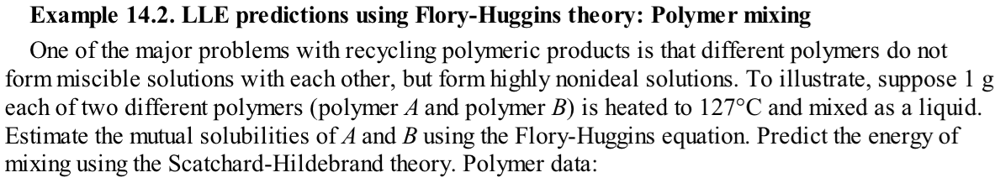 Example 14.2. LLE predictions using Flory-Huggins theory: Polymer mixing
One of the major problems with recycling polymeric products is that different polymers do not
form miscible solutions with each other, but form highly nonideal solutions. To illustrate, suppose 1 g
each of two different polymers (polymer A and polymer B) is heated to 127°C and mixed as a liquid.
Estimate the mutual solubilities of A and B using the Flory-Huggins equation. Predict the energy of
mixing using the Scatchard-Hildebrand theory. Polymer data: